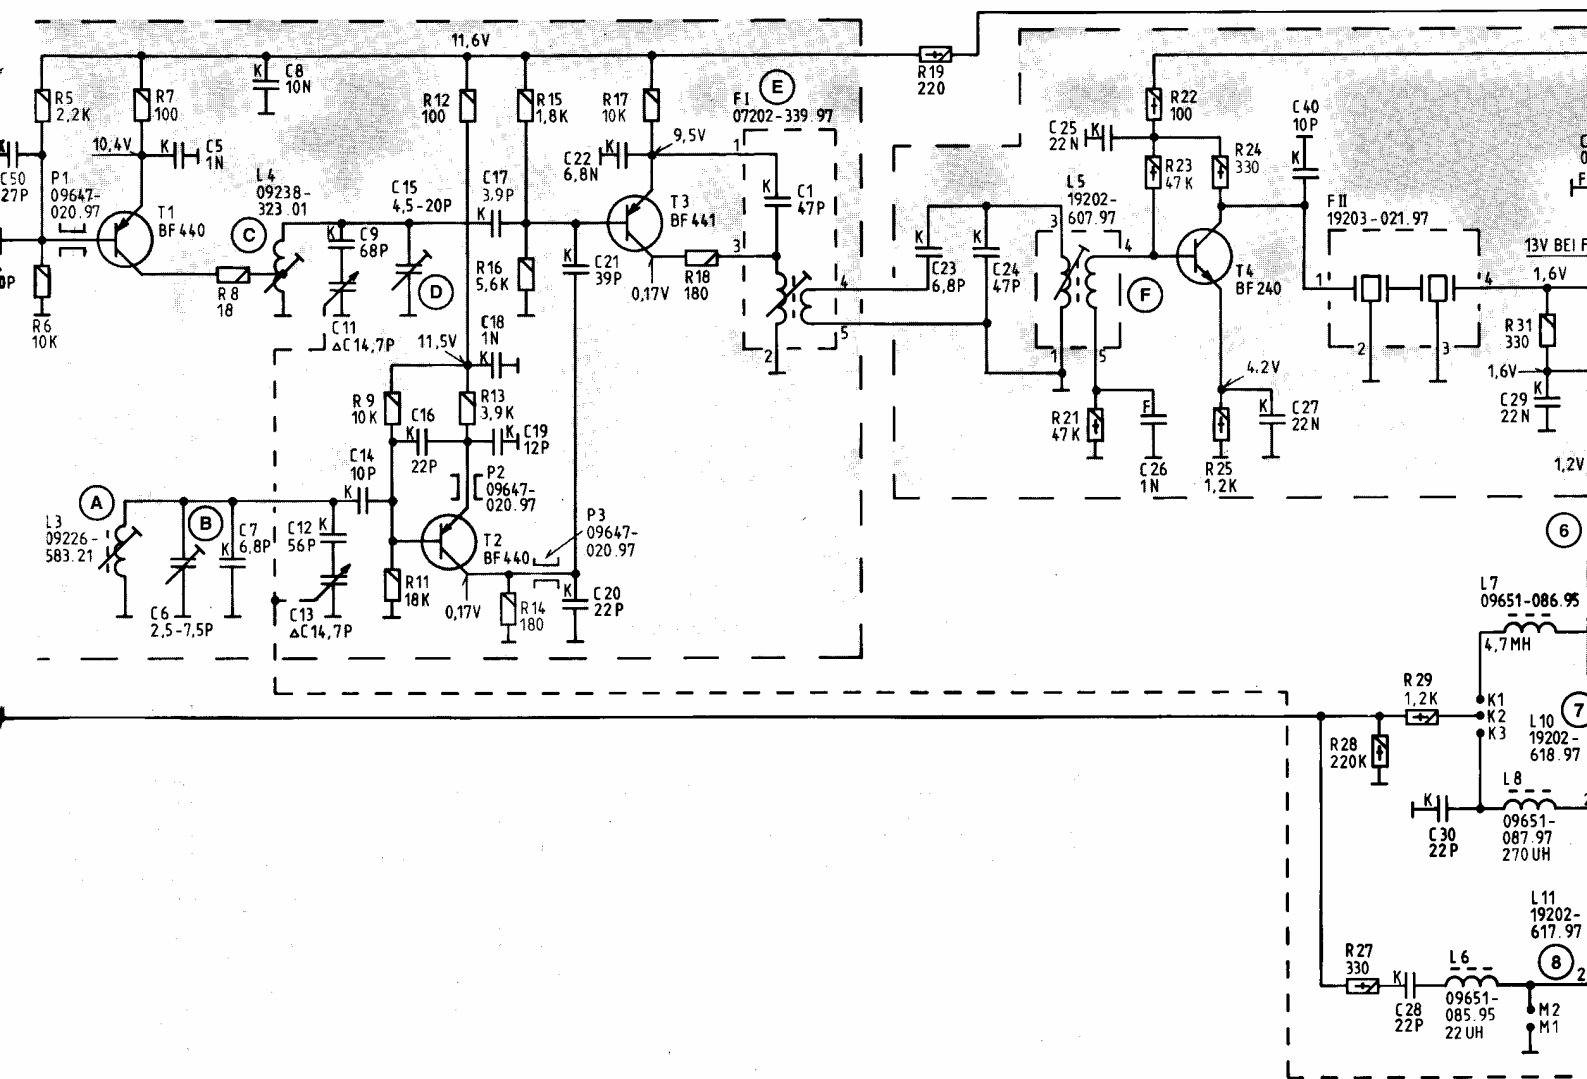 11,6V
R5
2,2K
R7
100
K
C8
10N
R12
100
R15
1,8K
R17
10K
E
FI
07202-339.97
R19
220
R22
100
C40
10P
K
10,4V
K
C5
1N
K
C50
27P
P1
09647-
020.97
T1
BF440
R6
10K
R8
18
C
L4
09238-
323.01
K
C9
68P
C11
△C14,7P
C15
4,5-20P
D
C17
3,9P
K
R16
5,6K
K
C21
39P
C22
6,8N
K
9,5V
T3
BF441
0,17V
R18
180
1
K
C1
47P
3
4
5
2
K
C23
6,8P
K
C24
47P
C25
22N
K
R23
47K
R24
330
L5
19202-
607.97
3
4
1
5
F
T4
BF240
FII
19203-021.97
1
2
3
4
13V BEI F
1,6V
R31
330
1,6V
K
C29
22N
1,2V
R21
47K
F
C26
1N
4.2V
R25
1,2K
K
C27
22N
11,5V
C18
1N
K
R9
10K
R13
3,9K
C16
K
22P
K
C19
12P
C14
10P
K
P2
09647-
020.97
T2
BF440
P3
09647-
020.97
A
L3
09226-
583.21
B
C6
2,5-7,5P
C7
6,8P
K
C12
56P
K
C13
△C14,7P
R11
18K
0,17V
R14
180
K
C20
22P
6
L7
09651-086.95
4,7MH
R29
1,2K
K1
K2
K3
7
L10
19202-
618.97
R28
220K
L8
K
C30
22P
09651-
087.97
270UH
L11
19202-
617.97
8
2
R27
330
K
C28
22P
L6
09651-
085.95
22UH
M2
M1